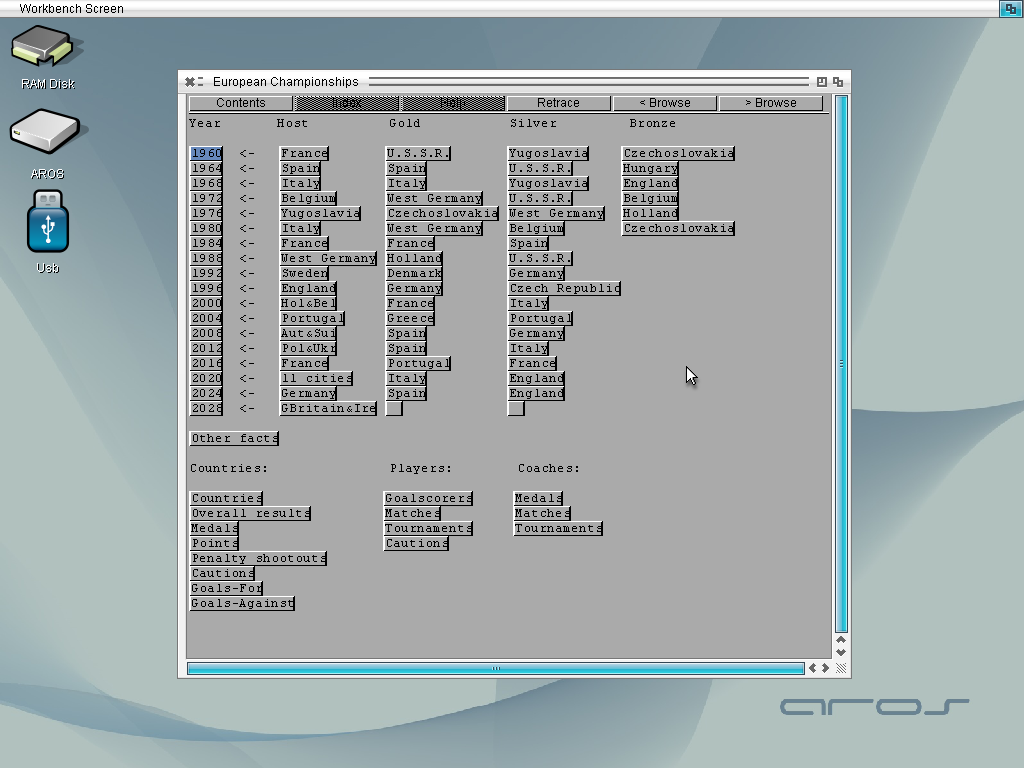 Workbench Screen
RAM Disk
AROS
Usb
European Championships
Contents Index Help Retrace < Browse > Browse
Year Host Gold Silver Bronze
1960 <- France U.S.S.R. Yugoslavia Czechoslovakia
1964 <- Spain Spain U.S.S.R. Hungary
1968 <- Italy Italy Yugoslavia England
1972 <- Belgium West Germany U.S.S.R. Belgium
1976 <- Yugoslavia Czechoslovakia West Germany Holland
1980 <- Italy West Germany Belgium Czechoslovakia
1984 <- France France Spain
1988 <- West Germany Holland U.S.S.R.
1992 <- Sweden Denmark Germany
1996 <- England Germany Czech Republic
2000 <- Hol&Bel France Italy
2004 <- Portugal Greece Portugal
2008 <- Aut&Sui Spain Germany
2012 <- Pol&Ukr Spain Italy
2016 <- France Portugal France
2020 <- 11 cities Italy England
2024 <- Germany Spain England
2028 <- GBritain&Ire
Other facts
Countries: Players: Coaches:
Countries Goalscorers Medals
Overall results Matches Matches
Medals Tournaments Tournaments
Points Cautions
Penalty shootouts
Cautions
Goals-For
Goals-Against
aros